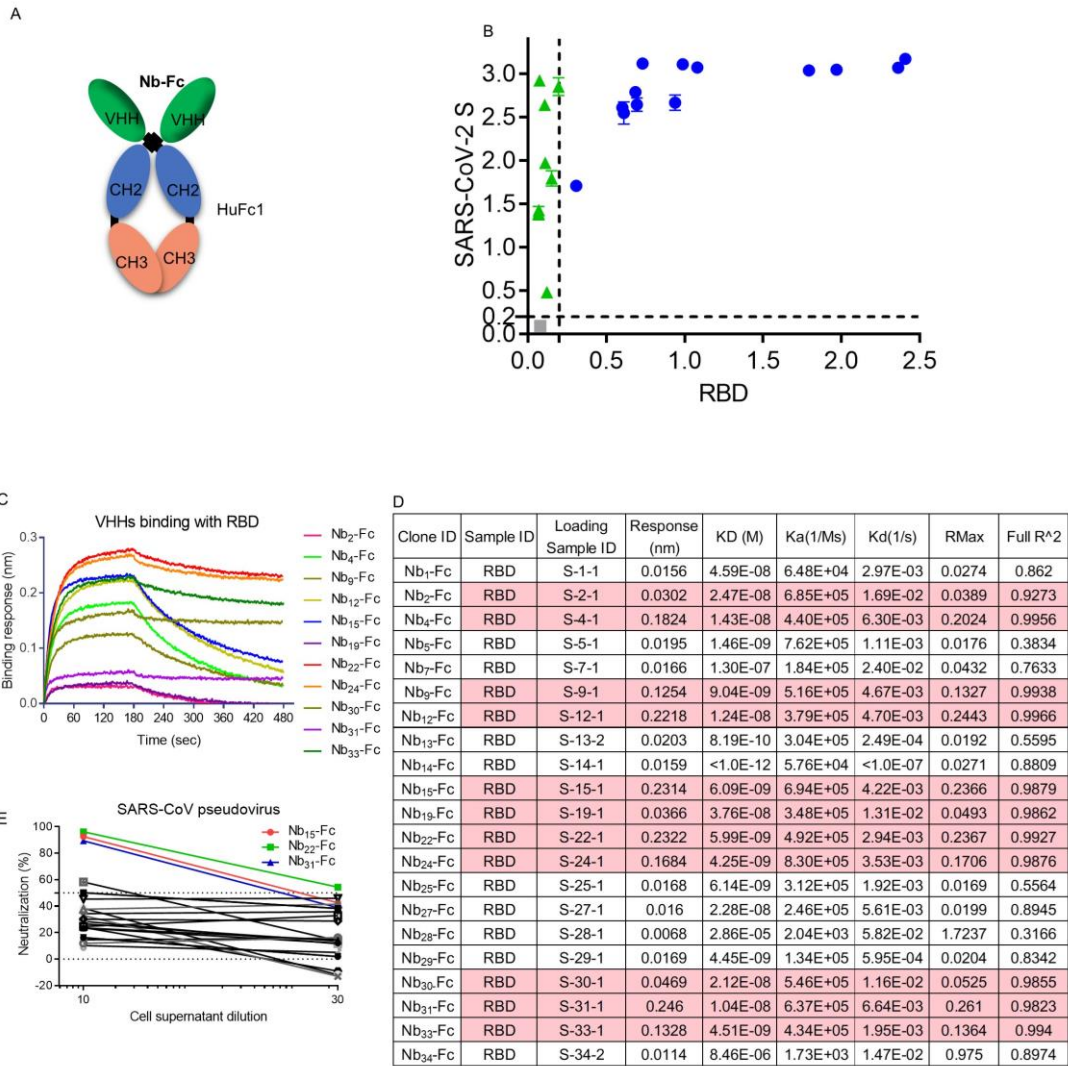 A
Nb-Fc
VHH VHH
CH2 CH2
HuFc1
CH3 CH3
B
SARS-CoV-2 S
3.0
2.5
2.0
1.5
1.0
0.5
0.2
0.0
0.0 0.5 1.0 1.5 2.0 2.5
RBD
C
VHHs binding with RBD
Binding response (nm)
0.3
0.2
0.1
0
0 60 120 180 240 300 360 420 480
Time (sec)
Nb2-Fc
Nb4-Fc
Nb9-Fc
Nb12-Fc
Nb15-Fc
Nb19-Fc
Nb22-Fc
Nb24-Fc
Nb30-Fc
Nb31-Fc
Nb33-Fc
D
Clone ID Sample ID Loading Sample ID Response (nm) KD (M) Ka(1/Ms) Kd(1/s) RMax Full R^2
Nb1-Fc RBD S-1-1 0.0156 4.59E-08 6.48E+04 2.97E-03 0.0274 0.862
Nb2-Fc RBD S-2-1 0.0302 2.47E-08 6.85E+05 1.69E-02 0.0389 0.9273
Nb4-Fc RBD S-4-1 0.1824 1.43E-08 4.40E+05 6.30E-03 0.2024 0.9956
Nb5-Fc RBD S-5-1 0.0195 1.46E-09 7.62E+05 1.11E-03 0.0176 0.3834
Nb7-Fc RBD S-7-1 0.0166 1.30E-07 1.84E+05 2.40E-02 0.0432 0.7633
Nb9-Fc RBD S-9-1 0.1254 9.04E-09 5.16E+05 4.67E-03 0.1327 0.9938
Nb12-Fc RBD S-12-1 0.2218 1.24E-08 3.79E+05 4.70E-03 0.2443 0.9966
Nb13-Fc RBD S-13-2 0.0203 8.19E-10 3.04E+05 2.49E-04 0.0192 0.5595
Nb14-Fc RBD S-14-1 0.0159 <1.0E-12 5.76E+04 <1.0E-07 0.0271 0.8809
Nb15-Fc RBD S-15-1 0.2314 6.09E-09 6.94E+05 4.22E-03 0.2366 0.9879
Nb19-Fc RBD S-19-1 0.0366 3.76E-08 3.48E+05 1.31E-02 0.0493 0.9862
Nb22-Fc RBD S-22-1 0.2322 5.99E-09 4.92E+05 2.94E-03 0.2367 0.9927
Nb24-Fc RBD S-24-1 0.1684 4.25E-09 8.30E+05 3.53E-03 0.1706 0.9876
Nb25-Fc RBD S-25-1 0.0168 6.14E-09 3.12E+05 1.92E-03 0.0169 0.5564
Nb27-Fc RBD S-27-1 0.016 2.28E-08 2.46E+05 5.61E-03 0.0199 0.8945
Nb28-Fc RBD S-28-1 0.0068 2.86E-05 2.04E+03 5.82E-02 1.7237 0.3166
Nb29-Fc RBD S-29-1 0.0169 4.45E-09 1.34E+05 5.95E-04 0.0204 0.8342
Nb30-Fc RBD S-30-1 0.0469 2.12E-08 5.46E+05 1.16E-02 0.0525 0.9855
Nb31-Fc RBD S-31-1 0.246 1.04E-08 6.37E+05 6.64E-03 0.261 0.9823
Nb33-Fc RBD S-33-1 0.1328 4.51E-09 4.34E+05 1.95E-03 0.1364 0.994
Nb34-Fc RBD S-34-2 0.0114 8.46E-06 1.73E+03 1.47E-02 0.975 0.8974
E
SARS-CoV pseudovirus
Neutralization (%)
100
80
60
40
20
0
-20
10 30
Cell supernatant dilution
Nb15-Fc
Nb22-Fc
Nb31-Fc